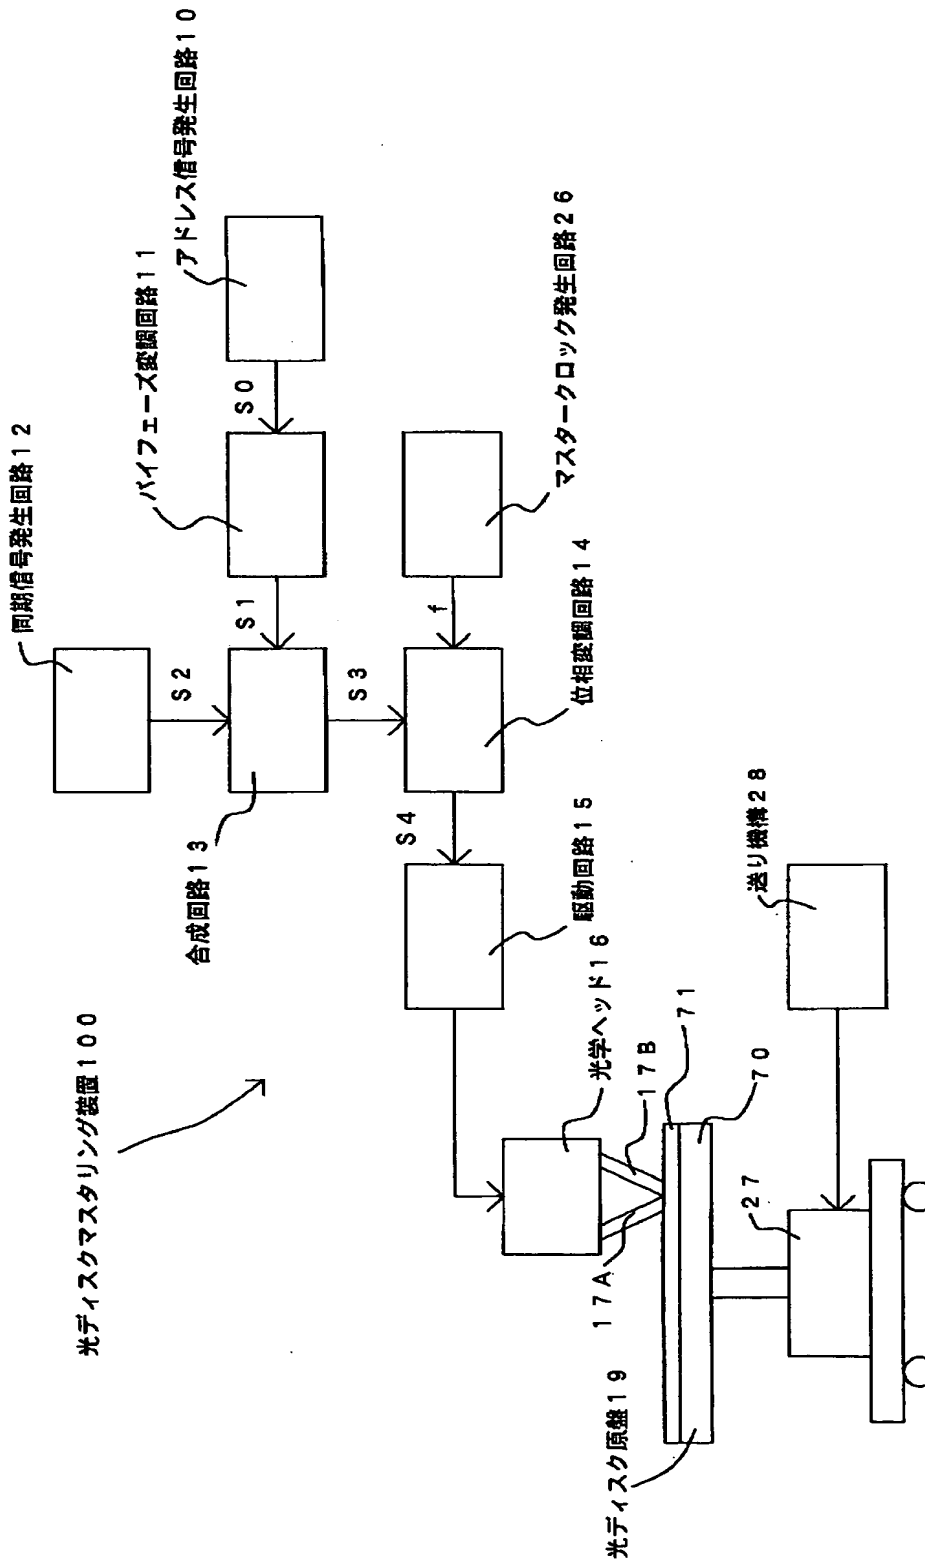 光ディスクマスタリング装置100
同期信号発生回路12
バイフェーズ変調回路11
アドレス信号発生回路10
S2
S1
S0
合成回路13
S3
f
マスタークロック発生回路26
S4
位相変調回路14
駆動回路15
光学ヘッド16
17A
17B
71
70
光ディスク原盤19
27
送り機構28